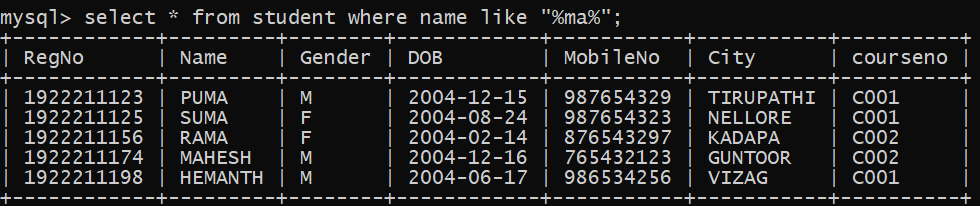 mysql> select * from student where name like "%ma%";
+------------+---------+--------+------------+-----------+-----------+----------+
| RegNo      | Name    | Gender | DOB        | MobileNo  | City      | courseno |
+------------+---------+--------+------------+-----------+-----------+----------+
| 1922211123 | PUMA    | M      | 2004-12-15 | 987654329 | TIRUPATHI | C001     |
| 1922211125 | SUMA    | F      | 2004-08-24 | 987654323 | NELLORE   | C001     |
| 1922211156 | RAMA    | F      | 2004-02-14 | 876543297 | KADAPA    | C002     |
| 1922211174 | MAHESH  | M      | 2004-12-16 | 765432123 | GUNTOOR   | C002     |
| 1922211198 | HEMANTH | M      | 2004-06-17 | 986534256 | VIZAG     | C001     |
+------------+---------+--------+------------+-----------+-----------+----------+